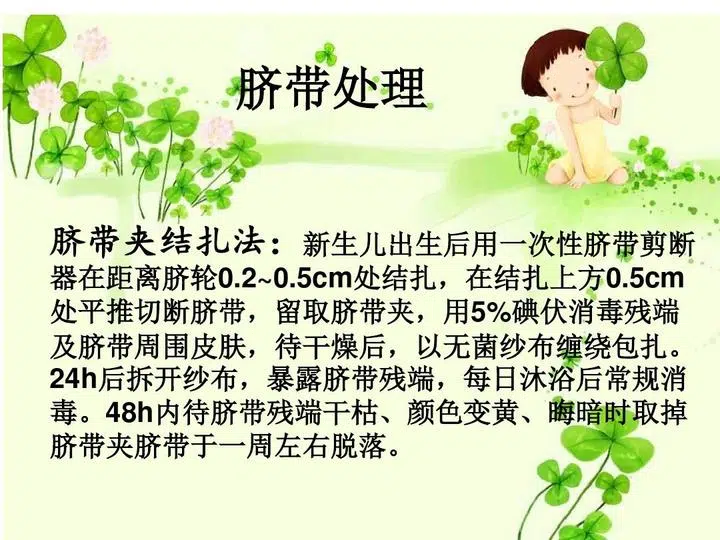 脐带处理
脐带夹结扎法：新生儿出生后用一次性脐带剪断
器在距离脐轮0.2~0.5cm处结扎，在结扎上方0.5cm
处平推切断脐带，留取脐带夹，用5%碘伏消毒残端
及脐带周围皮肤，待干燥后，以无菌纱布缠绕包扎。
24h后拆开纱布，暴露脐带残端，每日沐浴后常规消
毒。48h内待脐带残端干枯、颜色变黄、晦暗时取掉
脐带夹脐带于一周左右脱落。